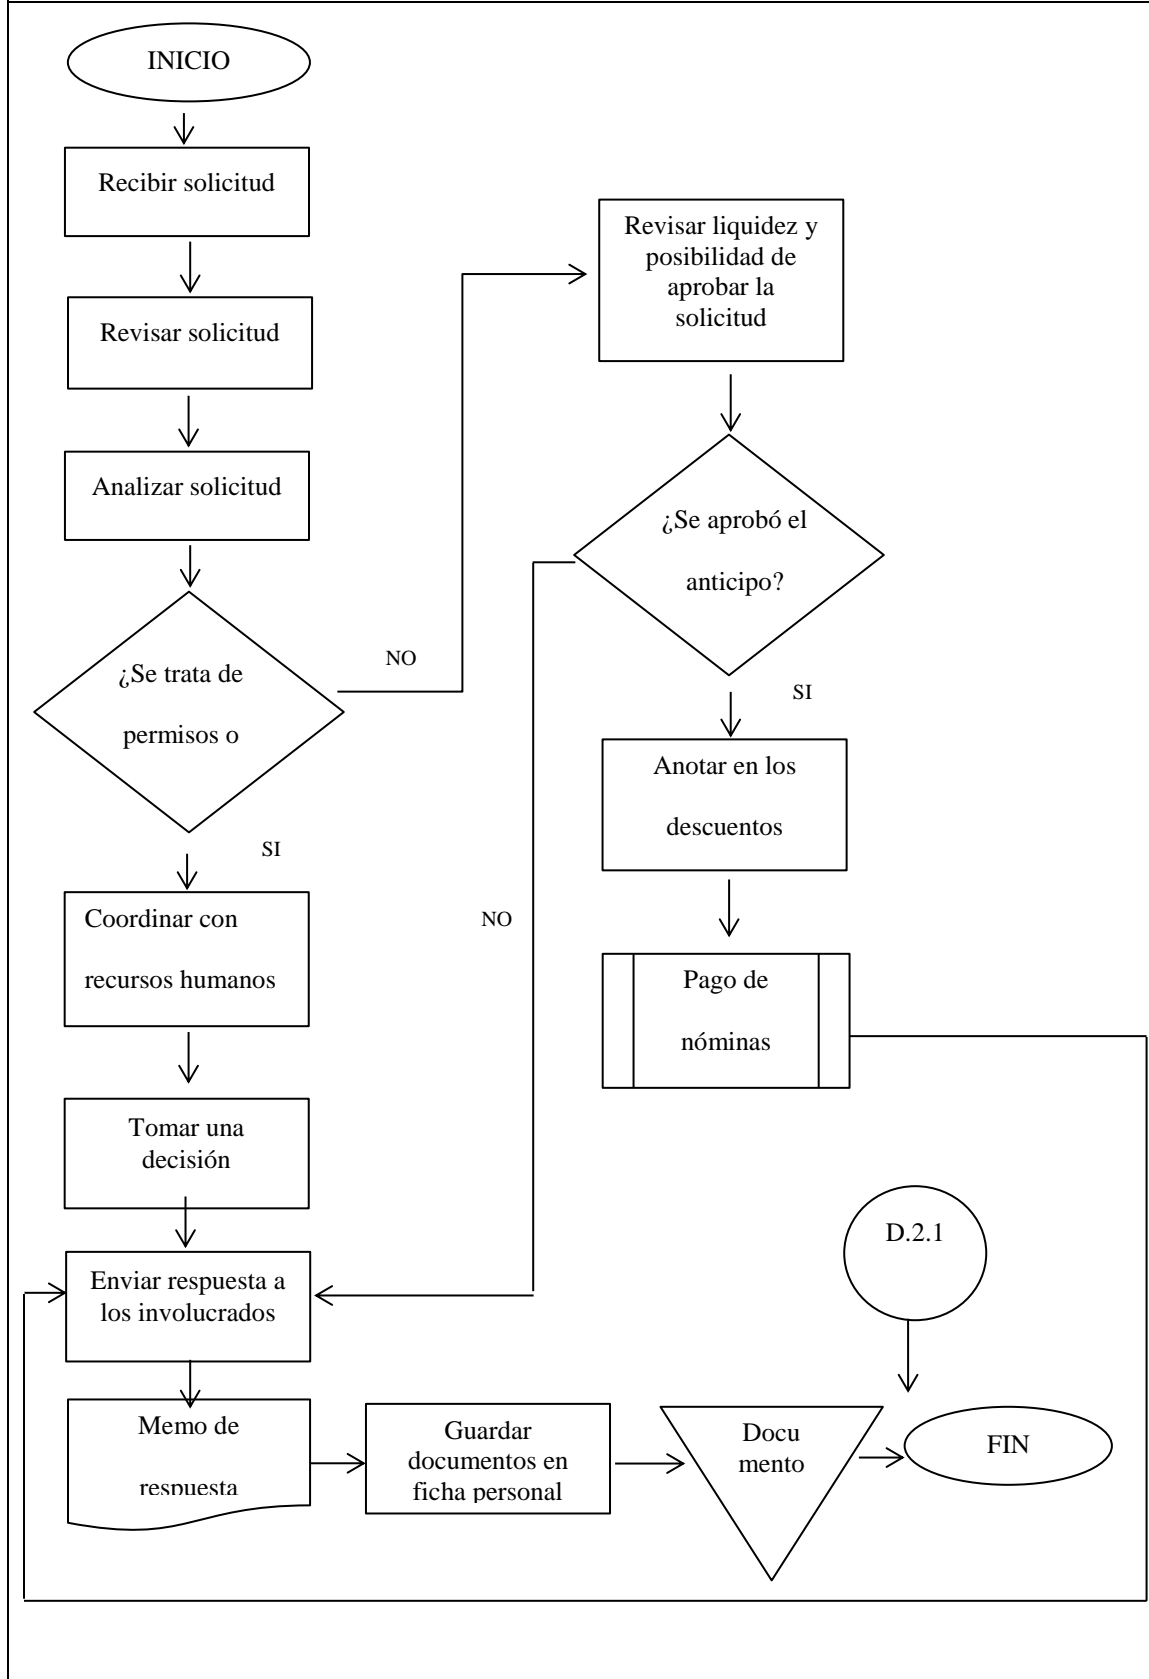 INICIO
Recibir solicitud
Revisar solicitud
Analizar solicitud
¿Se trata de
permisos o
NO
SI
Coordinar con
recursos humanos
Tomar una
decisión
Enviar respuesta a
los involucrados
Memo de
respuesta
Guardar
documentos en
ficha personal
Docu
mento
FIN
D.2.1
Revisar liquidez y
posibilidad de
aprobar la
solicitud
¿Se aprobó el
anticipo?
SI
NO
Anotar en los
descuentos
Pago de
nóminas